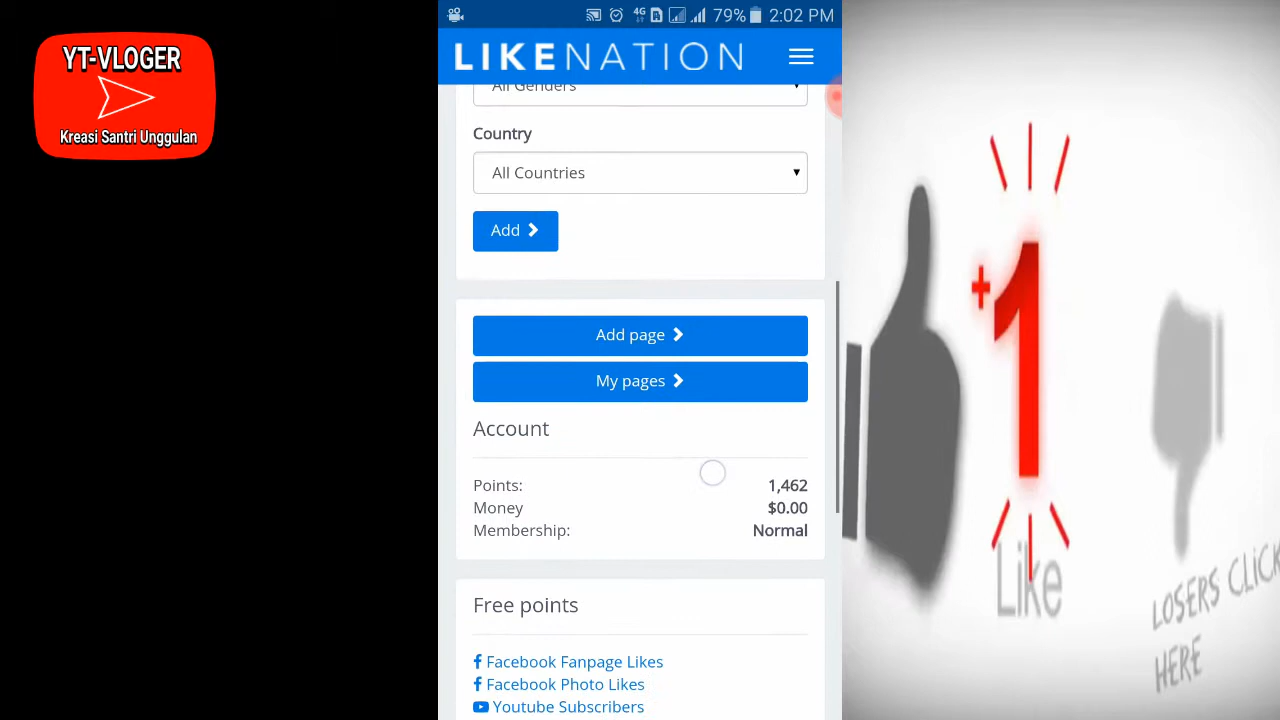 YT-VLOGER
Kreasi Santri Unggulan
4G
79%
2:02 PM
LIKENATION
All Genders
Country
All Countries
Add
Add page
My pages
Account
Points: 1,462
Money $0.00
Membership: Normal
Free points
Facebook Fanpage Likes
Facebook Photo Likes
Youtube Subscribers
+1
Like
LOSERS CLICK
HERE